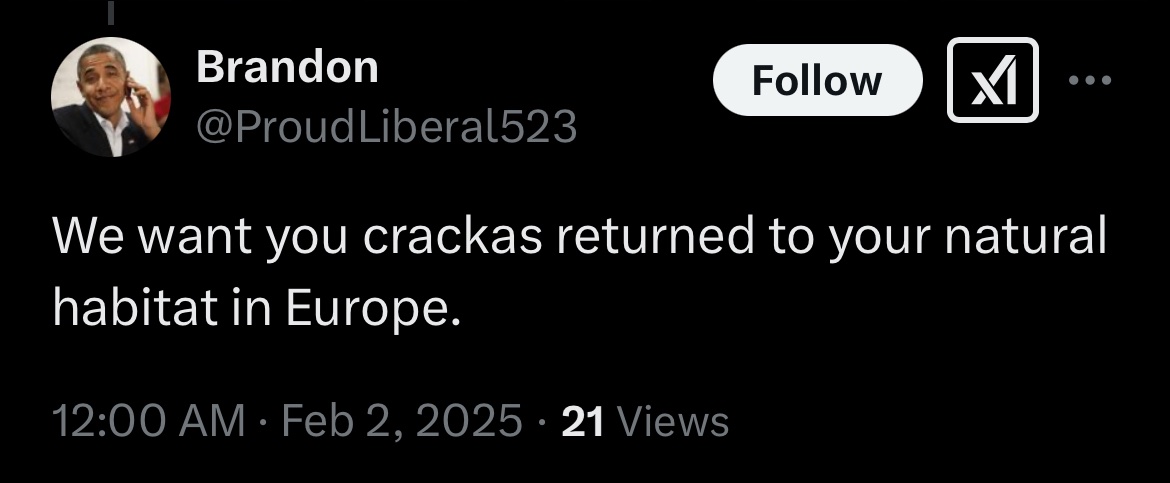 Brandon
@ProudLiberal523
Follow
We want you crackas returned to your natural
habitat in Europe.
12:00 AM · Feb 2, 2025 · 21 Views